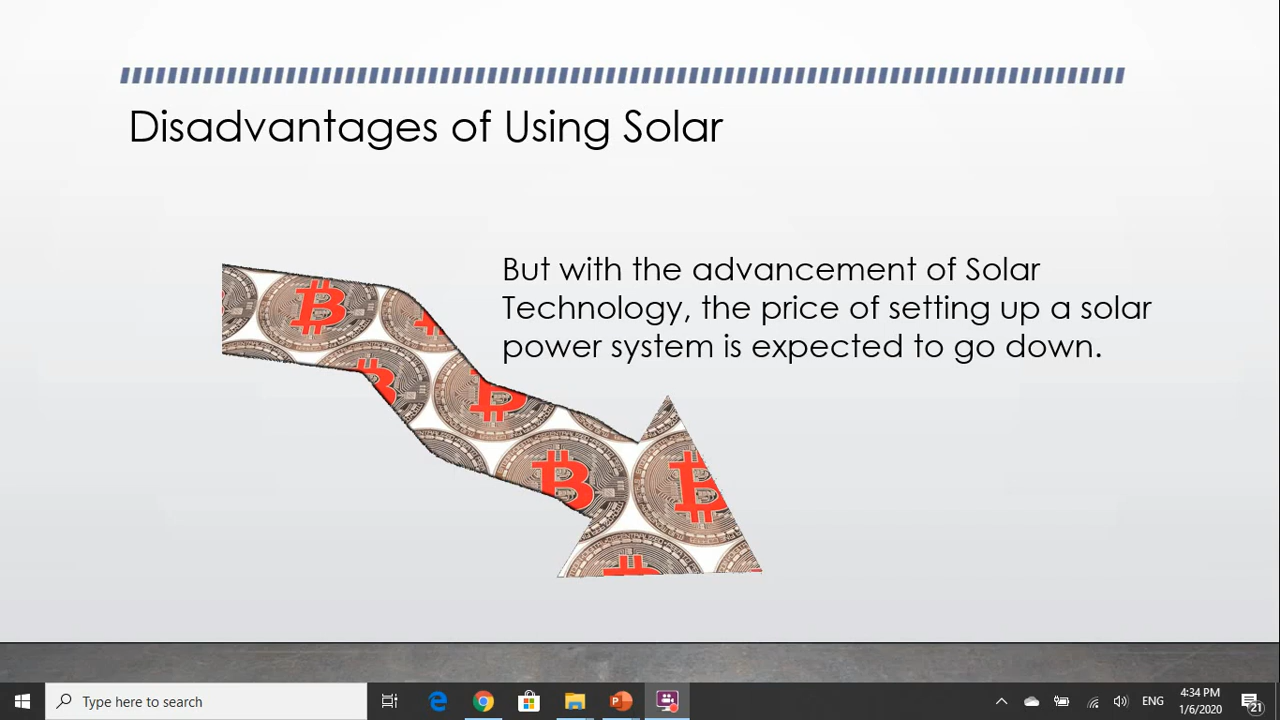 Disadvantages of Using Solar
But with the advancement of Solar
Technology, the price of setting up a solar
power system is expected to go down.
Type here to search
ENG
4:34 PM
1/6/2020
21